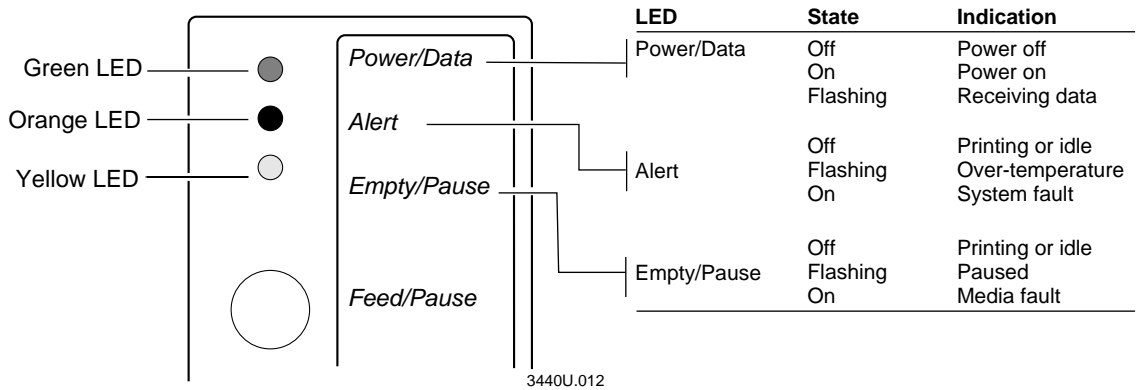 Green LED
Orange LED
Yellow LED
Power/Data
Alert
Empty/Pause
Feed/Pause
3440U.012
LED State Indication
Power/Data Off Power off
On Power on
Flashing Receiving data
Off Printing or idle
Alert Flashing Over-temperature
On System fault
Off Printing or idle
Empty/Pause Flashing Paused
On Media fault